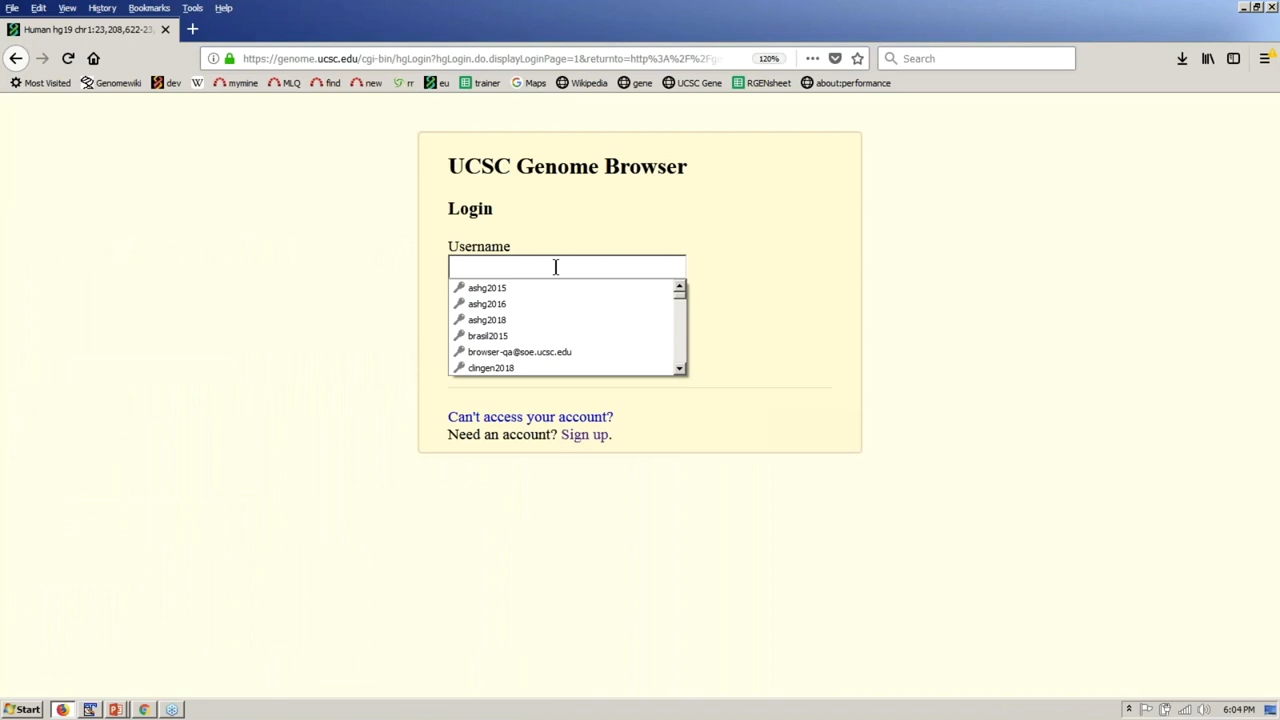 File Edit View History Bookmarks Tools Help
Human hg19 chr1:23,208,622-23,
https://genome.ucsc.edu/cgi-bin/hgLogin?hgLogin.do.displayLoginPage=1&returnto=http%3A%2F%2Fg
120%
Search
Most Visited Genomewiki dev W mymine MLQ find new rr eu trainer Maps Wikipedia gene UCSC Gene RGENsheet about:performance
UCSC Genome Browser
Login
Username
ashg2015
ashg2016
ashg2018
brasil2015
browser-qa@soe.ucsc.edu
clingen2018
Can't access your account?
Need an account? Sign up.
Start
6:04 PM